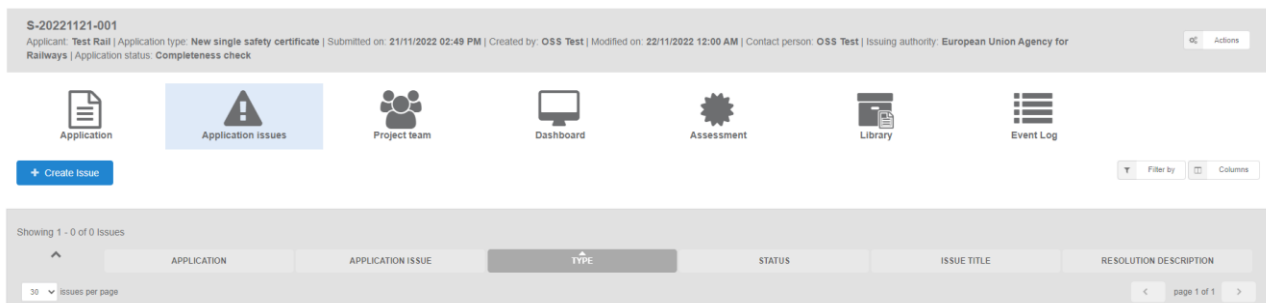 S-20221121-001
Applicant: Test Rail | Application type: New single safety certificate | Submitted on: 21/11/2022 02:49 PM | Created by: OSS Test | Modified on: 22/11/2022 12:00 AM | Contact person: OSS Test | Issuing authority: European Union Agency for
Railways | Application status: Completeness check
Actions
Application
Application issues
Project team
Dashboard
Assessment
Library
Event Log
+ Create Issue
Filter by
Columns
Showing 1 - 0 of 0 Issues
APPLICATION
APPLICATION ISSUE
TYPE
STATUS
ISSUE TITLE
RESOLUTION DESCRIPTION
30 issues per page
< page 1 of 1 >